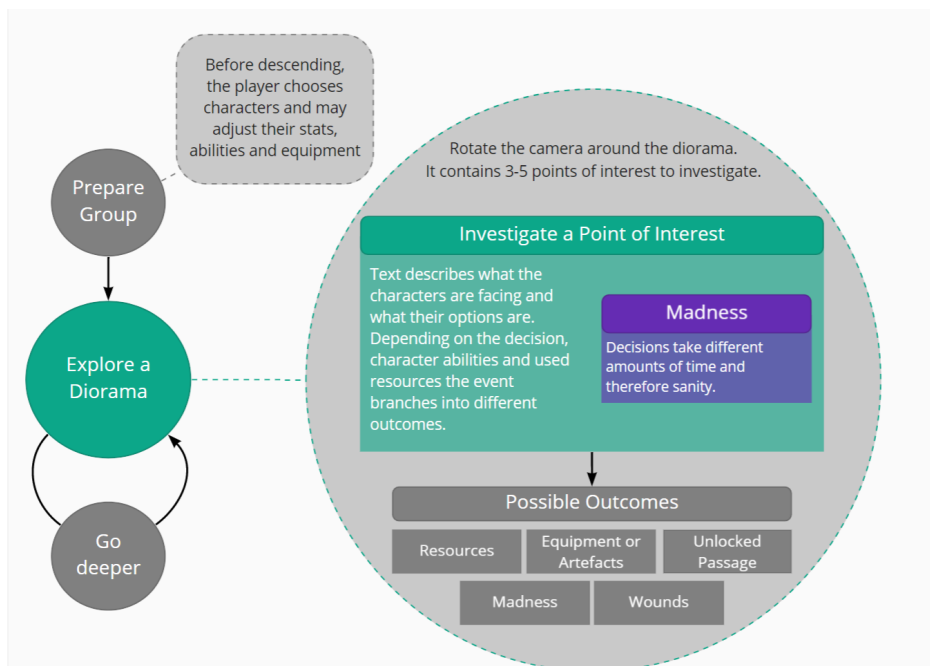 Before descending,
the player chooses
characters and may
adjust their stats,
abilities and equipment
Prepare
Group
Explore a
Diorama
Go
deeper
Rotate the camera around the diorama.
It contains 3-5 points of interest to investigate.
Investigate a Point of Interest
Text describes what the
characters are facing and
what their options are.
Depending on the decision,
character abilities and used
resources the event
branches into different
outcomes.
Madness
Decisions take different
amounts of time and
therefore sanity.
Possible Outcomes
Resources
Equipment or
Artefacts
Unlocked
Passage
Madness
Wounds